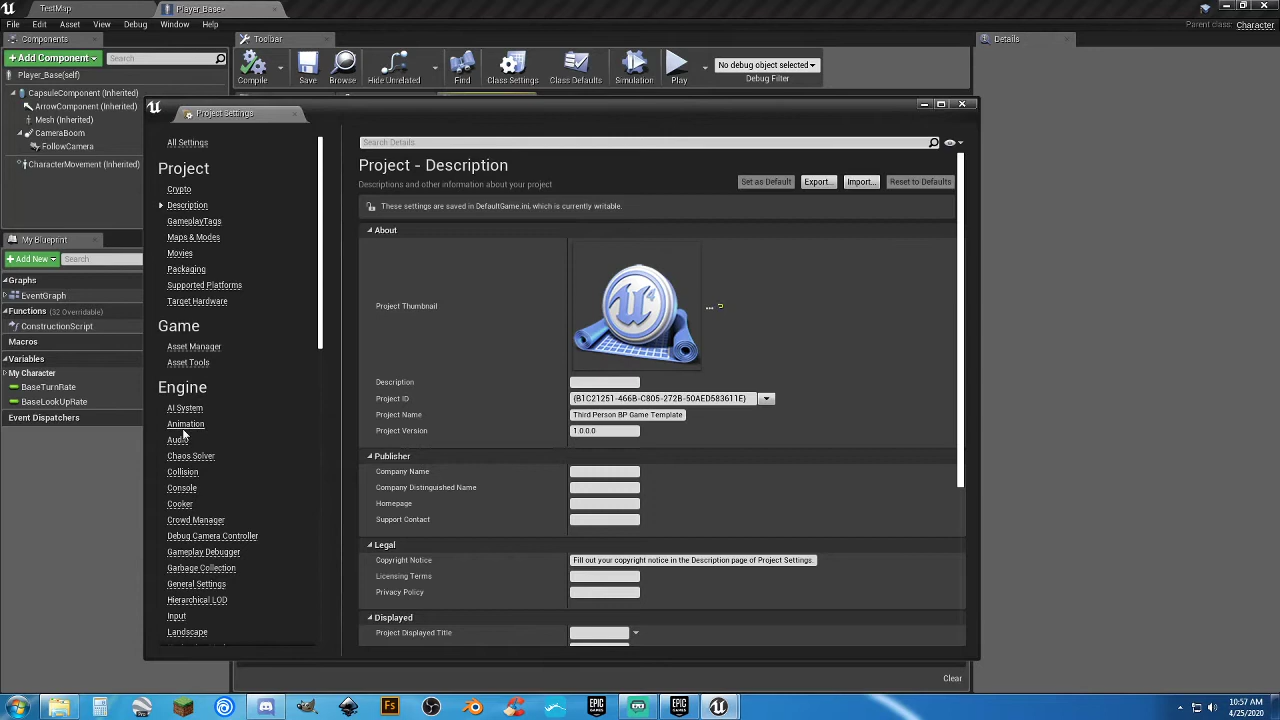 TestMap
Player_Base*
File Edit Asset View Debug Window Help
Parent class: Character
Components
Toolbar
Details
Add Component
Search
Player_Base(self)
CapsuleComponent (Inherited)
ArrowComponent (Inherited)
Mesh (Inherited)
CameraBoom
FollowCamera
CharacterMovement (Inherited)
Compile
Save
Browse
Hide Unrelated
Find
Class Settings
Class Defaults
Simulation
Play
No debug object selected
Debug Filter
My Blueprint
Add New
Search
Graphs
EventGraph
Functions (32 Overridable)
ConstructionScript
Macros
Variables
My Character
BaseTurnRate
BaseLookUpRate
Event Dispatchers
Project Settings
All Settings
Project
Crypto
Description
GameplayTags
Maps & Modes
Movies
Packaging
Supported Platforms
Target Hardware
Game
Asset Manager
Asset Tools
Engine
AI System
Animation
Audio
Chaos Solver
Collision
Console
Cooker
Crowd Manager
Debug Camera Controller
Gameplay Debugger
Garbage Collection
General Settings
Hierarchical LOD
Input
Landscape
Search Details
Project - Description
Descriptions and other information about your project
Set as Default
Export...
Import...
Reset to Defaults
These settings are saved in DefaultGame.ini, which is currently writable.
About
Project Thumbnail
...
Description
Project ID {B1C21251-466B-C805-272B-50AED583611E}
Project Name Third Person BP Game Template
Project Version 1.0.0.0
Publisher
Company Name
Company Distinguished Name
Homepage
Support Contact
Legal
Copyright Notice Fill out your copyright notice in the Description page of Project Settings.
Licensing Terms
Privacy Policy
Displayed
Project Displayed Title
Clear
Fs
EPIC GAMES
EPIC GAMES
10:57 AM
4/25/2020